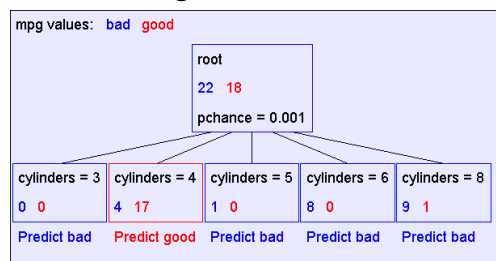 mpg values: bad good
root
22 18
pchance = 0.001
cylinders = 3 cylinders = 4 cylinders = 5 cylinders = 6 cylinders = 8
0 0 4 17 1 0 8 0 9 1
Predict bad Predict good Predict bad Predict bad Predict bad